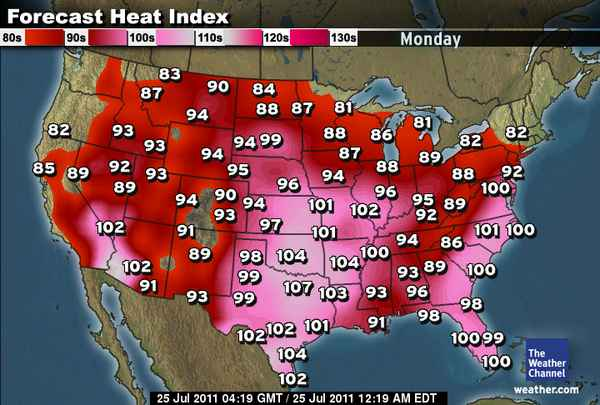 Forecast Heat Index
80s 90s 100s 110s 120s 130s
Monday
83
87 90 84
94 88 87 81
82 93 88 86 81 82 82
93 94 94 99 87 89
85 89 92 93 95 94 88 88 92
89 96 96 100
94 90 94 101 102 95 89
93 92
102 91 97 101 94 86 101 100
102 89 98 104 104 100 93 89 100
91 99 107
93 99 103 93 96 98
102 102 101 91 98
104 100 99
102 100
The Weather Channel
weather.com
25 Jul 2011 04:19 GMT / 25 Jul 2011 12:19 AM EDT